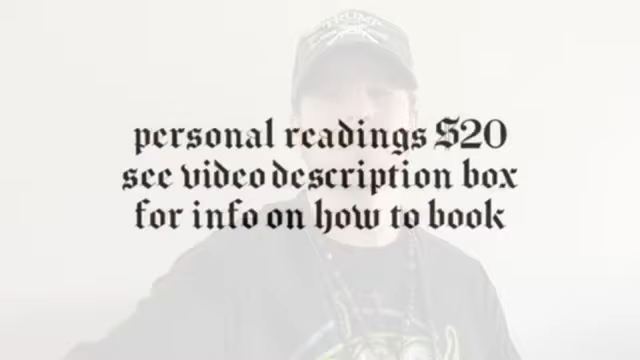 personal readings $20
see video description box
for info on how to book